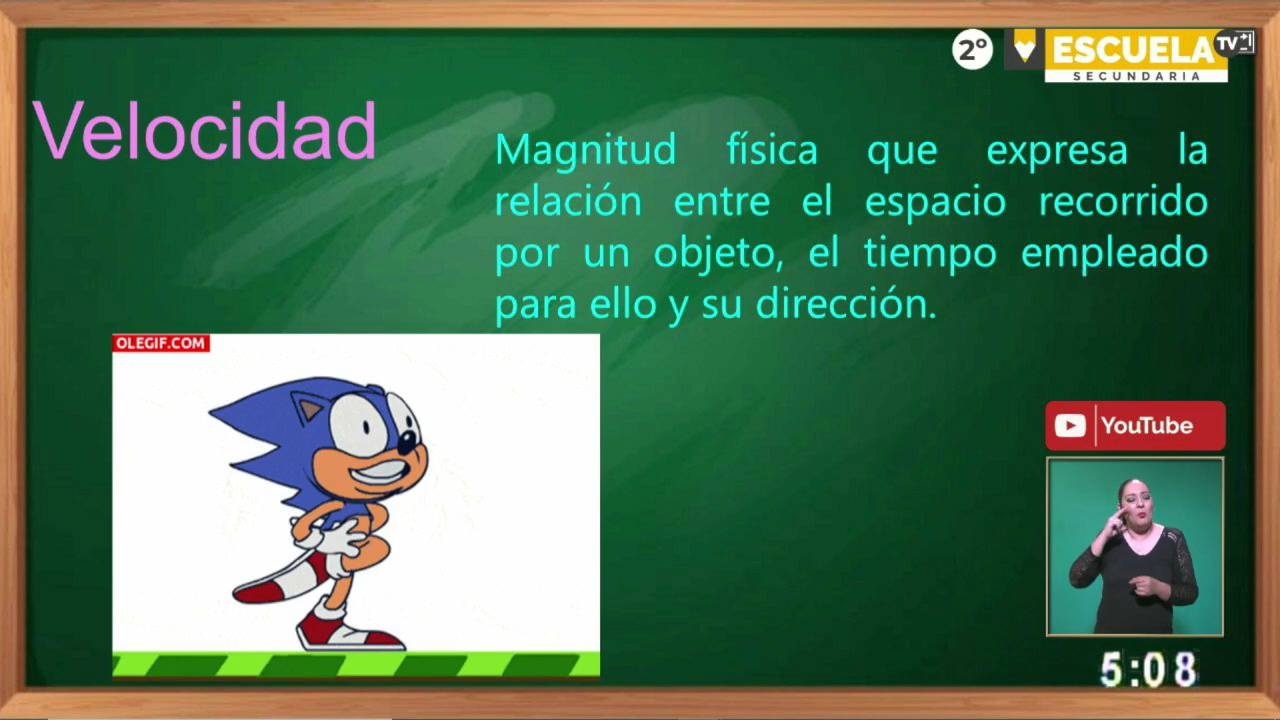 2°
ESCUELA TV
SECUNDARIA
Velocidad
Magnitud física que expresa la
relación entre el espacio recorrido
por un objeto, el tiempo empleado
para ello y su dirección.
OLEGIF.COM
YouTube
5:08